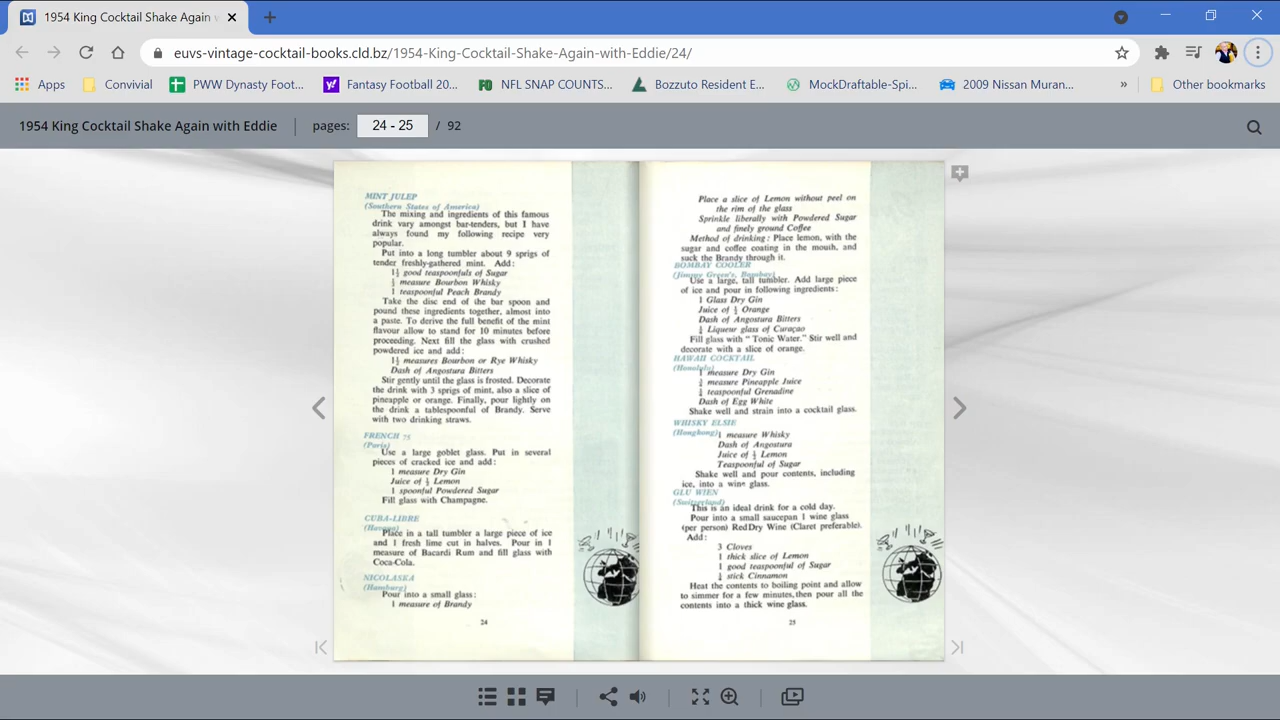 1954 King Cocktail Shake Again
euvs-vintage-cocktail-books.cld.bz/1954-King-Cocktail-Shake-Again-with-Eddie/24/
Apps
Convivial
PWW Dynasty Foot...
Fantasy Football 20...
NFL SNAP COUNTS...
Bozzuto Resident E...
MockDraftable-Spi...
2009 Nissan Muran...
»
Other bookmarks
1954 King Cocktail Shake Again with Eddie
pages:
24 - 25
/ 92
MINT JULEP
(Southern States of America)
The mixing and ingredients of this famous
drink vary amongst bar-tenders, but I have
always found my following recipe very
popular.
Put into a long tumbler about 9 sprigs of
tender freshly-gathered mint. Add:
1½ good teaspoonfuls of Sugar
½ measure Bourbon Whisky
1 teaspoonful Peach Brandy
Take the disc end of the bar spoon and
pound these ingredients together, almost into
a paste. To derive the full benefit of the mint
flavour allow to stand for 10 minutes before
proceeding. Next fill the glass with crushed
powdered ice and add:
1½ measures Bourbon or Rye Whisky
Dash of Angostura Bitters
Stir gently until the glass is frosted. Decorate
the drink with 3 sprigs of mint, also a slice of
pineapple or orange. Finally, pour lightly on
the drink a tablespoonful of Brandy. Serve
with two drinking straws.
FRENCH 75
(Paris)
Use a large goblet glass. Put in several
pieces of cracked ice and add:
1 measure Dry Gin
Juice of ½ Lemon
1 spoonful Powdered Sugar
Fill glass with Champagne.
CUBA-LIBRE
(Havana)
Place in a tall tumbler a large piece of ice
and 1 fresh lime cut in halves. Pour in 1
measure of Bacardi Rum and fill glass with
Coca-Cola.
NICOLASKA
(Hamburg)
Pour into a small glass:
1 measure of Brandy
24
Place a slice of Lemon without peel on
the rim of the glass
Sprinkle liberally with Powdered Sugar
and finely ground Coffee
Method of drinking: Place lemon, with the
sugar and coffee coating in the mouth, and
suck the Brandy through it.
BOMBAY COOLER
(Jimmy Green's, Bombay)
Use a large, tall tumbler. Add large piece
of ice and pour in following ingredients:
1 Glass Dry Gin
Juice of ½ Orange
Dash of Angostura Bitters
Liqueur glass of Curaçao
Fill glass with "Tonic Water." Stir well and
decorate with a slice of orange.
HAWAII COCKTAIL
(Honolulu)
1 measure Dry Gin
measure Pineapple Juice
teaspoonful Grenadine
Dash of Egg White
Shake well and strain into a cocktail glass.
WHISKY ELSIE
(Hongkong)
1 measure Whisky
Dash of Angostura
Juice of ½ Lemon
Teaspoonful of Sugar
Shake well and pour contents, including
ice, into a wine glass.
GLU WIEN
(Switzerland)
This is an ideal drink for a cold day.
Pour into a small saucepan 1 wine glass
(per person) Red Dry Wine (Claret preferable).
Add:
3 Cloves
1 thick slice of Lemon
1 good teaspoonful of Sugar
stick Cinnamon
Heat the contents to boiling point and allow
to simmer for a few minutes, then pour all the
contents into a thick wine glass.
25